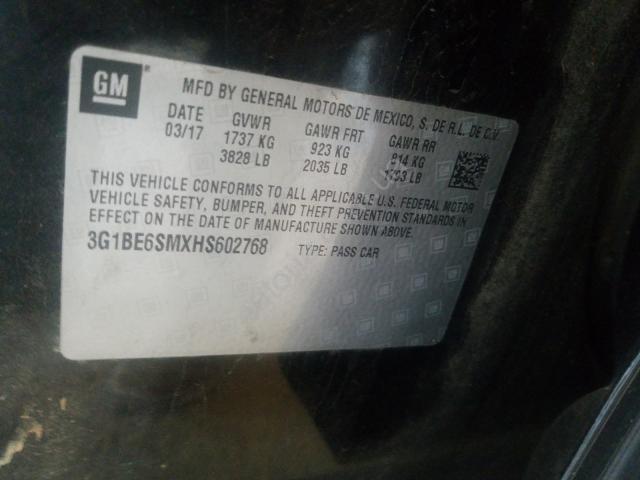 GM
MFD BY GENERAL MOTORS DE MEXICO, S. DE R.L. DE C.V.
DATE GVWR GAWR FRT GAWR RR
03/17 1737 KG 923 KG 814 KG
3828 LB 2035 LB LB
THIS VEHICLE CONFORMS TO ALL APPLICABLE U.S. FEDERAL MOTOR
VEHICLE SAFETY, BUMPER, AND THEFT PREVENTION STANDARDS IN
EFFECT ON THE DATE OF MANUFACTURE SHOWN ABOVE.
3G1BE6SMXHS602768 TYPE: PASS CAR